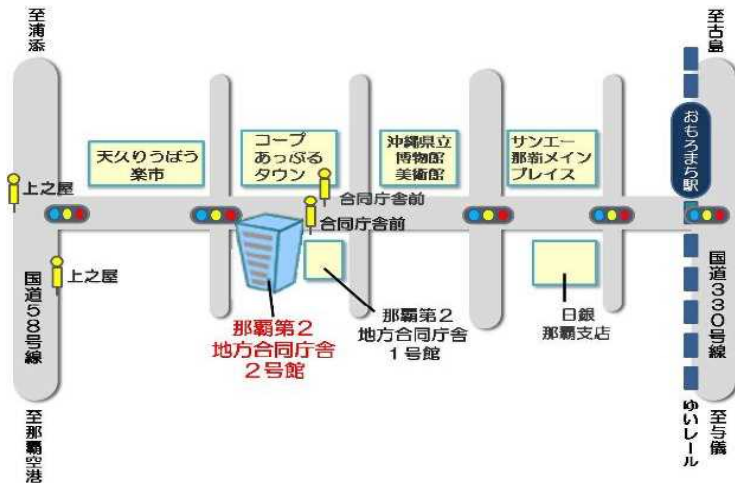 至浦添
至古島
天久りうぼう
楽市
コープ
あっぷる
タウン
沖縄県立
博物館
美術館
サンエー
那覇メイン
プレイス
おもろまち駅
上之屋
合同庁舎前
合同庁舎前
上之屋
国道58号線
国道330号線
那覇第2
地方合同庁舎
2号館
那覇第2
地方合同庁舎
1号館
日銀
那覇支店
至那覇空港
ゆいレール
至与儀